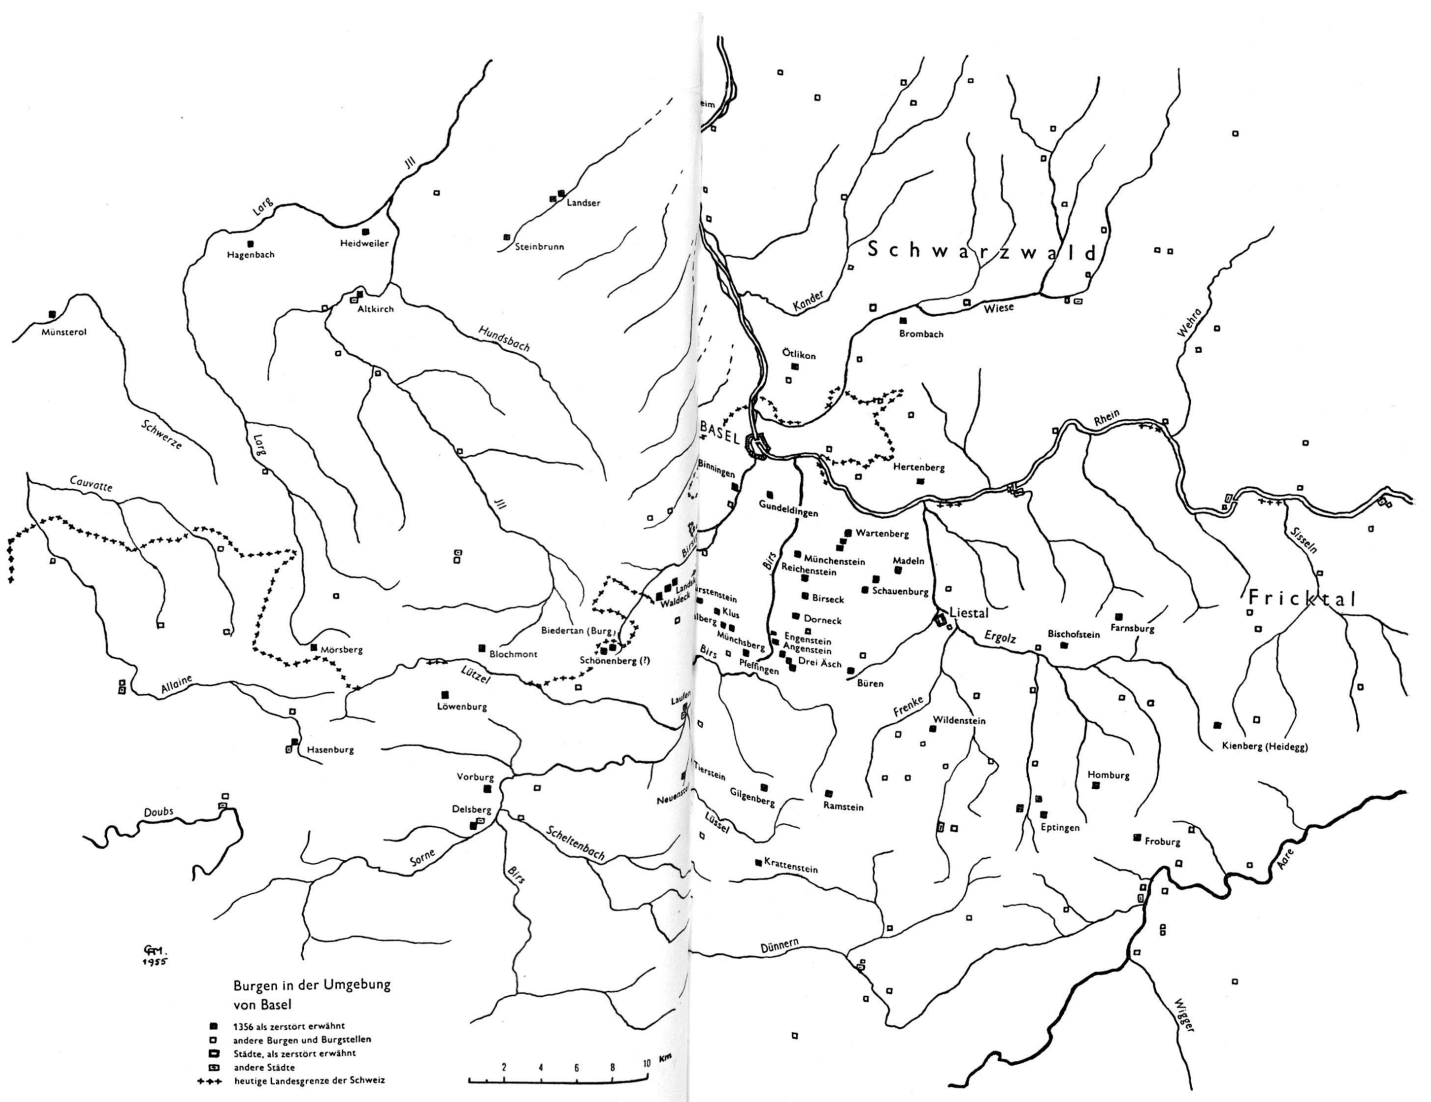 eim
Jll
Larg
Landser
Hagenbach
Heidweiler
Steinbrunn
Schwarzwald
Kander
Altkirch
Wiese
Münsterol
Hundsbach
Brombach
Wehra
Ötlikon
Schwerze
Larg
BASEL
Rhein
Binningen
Hertenberg
Cauvatte
Jll
Gundeldingen
Wartenberg
Sisseln
Birs
Münchenstein
Madeln
Reichenstein
Waldeck
Birseck
Schauenburg
Fricktal
Klus
Liestal
Dorneck
Biedertan (Burg)
Münchsberg
Engenstein
Angenstein
Ergolz
Bischofstein
Farnsburg
Mörsberg
Blochmont
Schönenberg (?)
Birs
Pfeffingen
Drei Äsch
Büren
Allaine
Lützel
Löwenburg
Laufen
Frenke
Wildenstein
Hasenburg
Kienberg (Heidegg)
Vorburg
Tierstein
Gilgenberg
Ramstein
Homburg
Doubs
Delsberg
Lüssel
Eptingen
Sorne
Scheltenbach
Krattenstein
Froburg
Aare
Birs
Dünnern
Wigger
1955
Burgen in der Umgebung
von Basel
1356 als zerstört erwähnt
andere Burgen und Burgstellen
Städte, als zerstört erwähnt
andere Städte
heutige Landesgrenze der Schweiz
2 4 6 8 10 Km